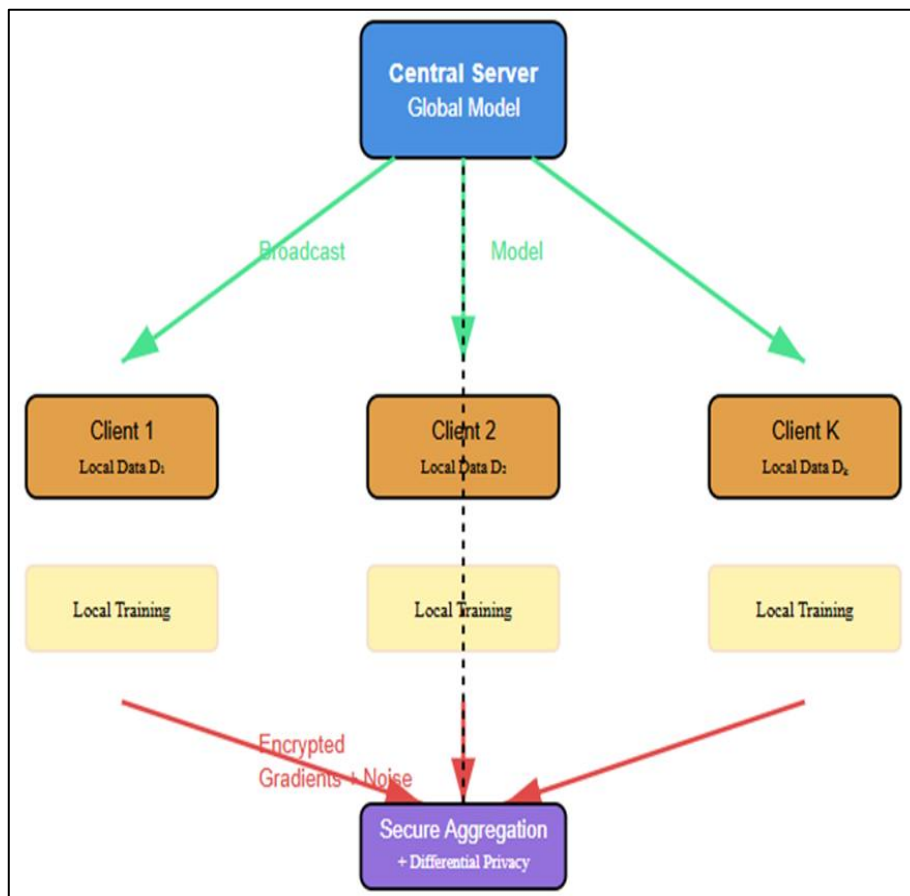 Central Server
Global Model
Broadcast
Model
Client 1
Local Data D₁
Client 2
Local Data D₂
Client K
Local Data Dₖ
Local Training
Local Training
Local Training
Encrypted
Gradients + Noise
Secure Aggregation
+ Differential Privacy